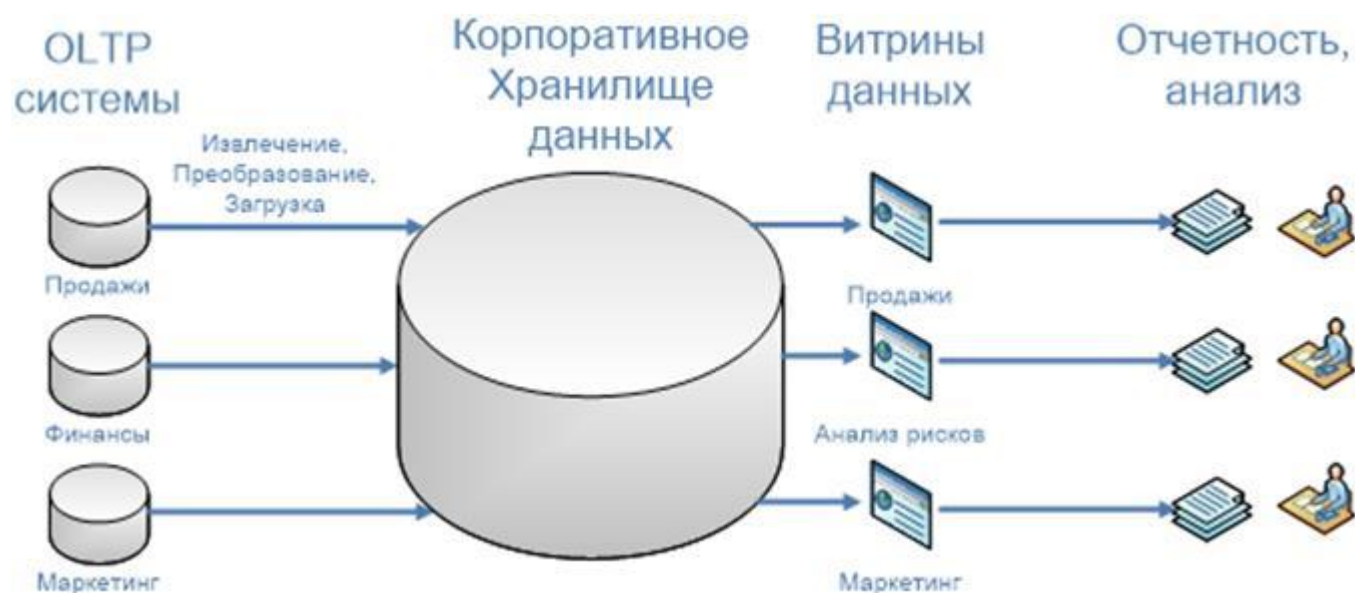 OLTP
системы
Корпоративное
Хранилище
данных
Витрины
данных
Отчетность,
анализ
Извлечение,
Преобразование,
Загрузка
Продажи
Продажи
Финансы
Анализ рисков
Маркетинг
Маркетинг